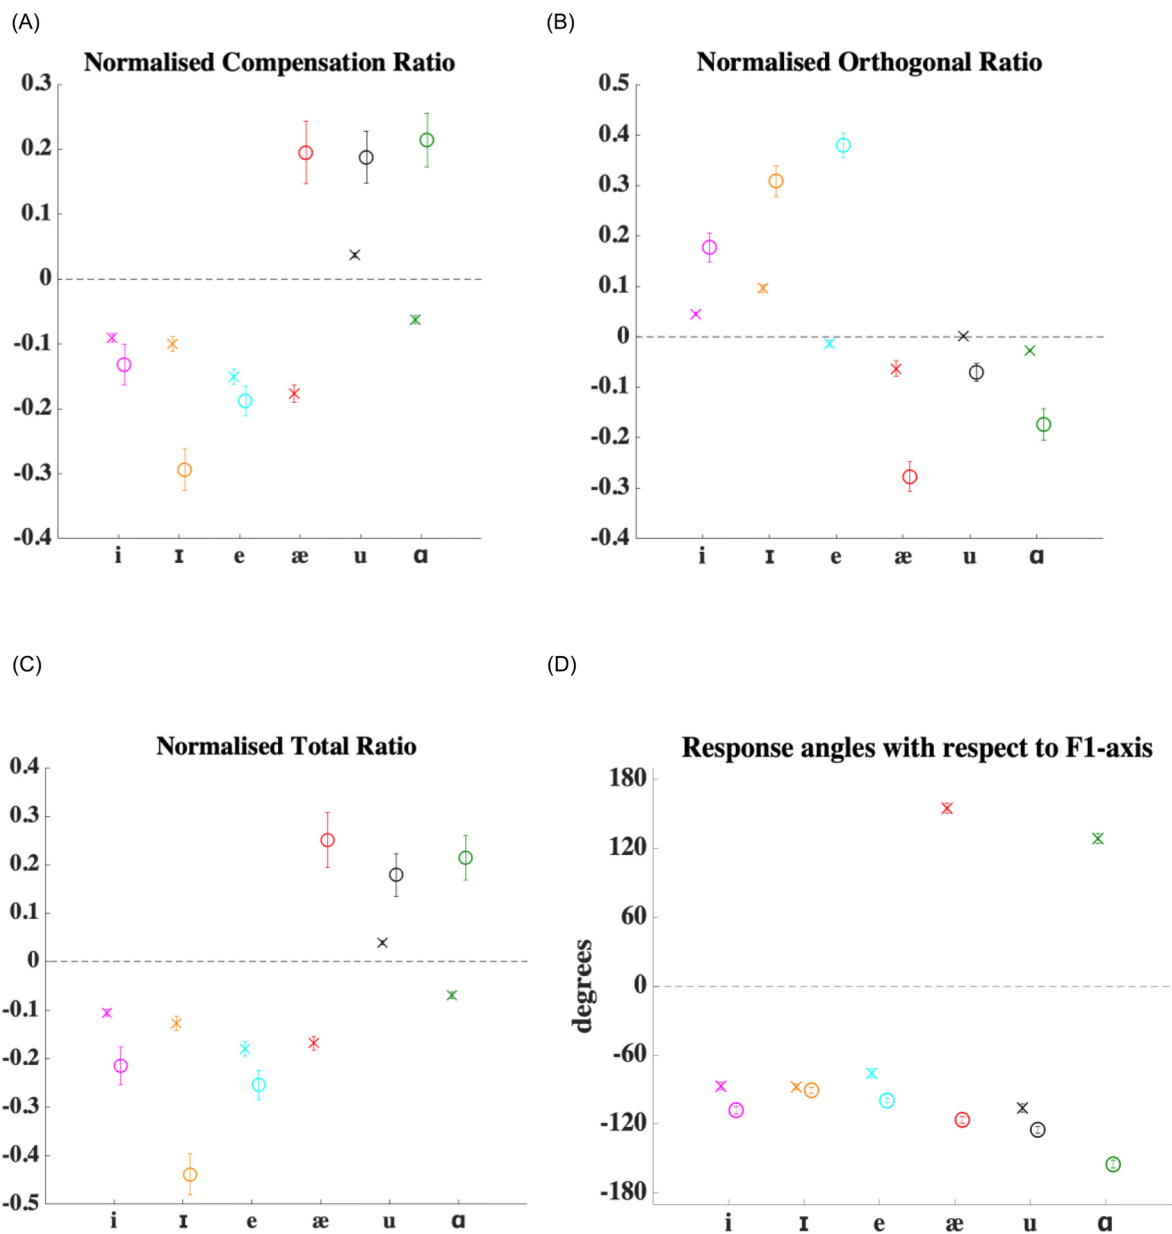 (A)
Normalised Compensation Ratio
0.3
0.2
0.1
0
-0.1
-0.2
-0.3
-0.4
i ɪ e æ u ɑ
(B)
Normalised Orthogonal Ratio
0.5
0.4
0.3
0.2
0.1
0
-0.1
-0.2
-0.3
-0.4
i ɪ e æ u ɑ
(C)
Normalised Total Ratio
0.4
0.3
0.2
0.1
0
-0.1
-0.2
-0.3
-0.4
-0.5
i ɪ e æ u ɑ
(D)
Response angles with respect to F1-axis
degrees
180
120
60
0
-60
-120
-180
i ɪ e æ u ɑ